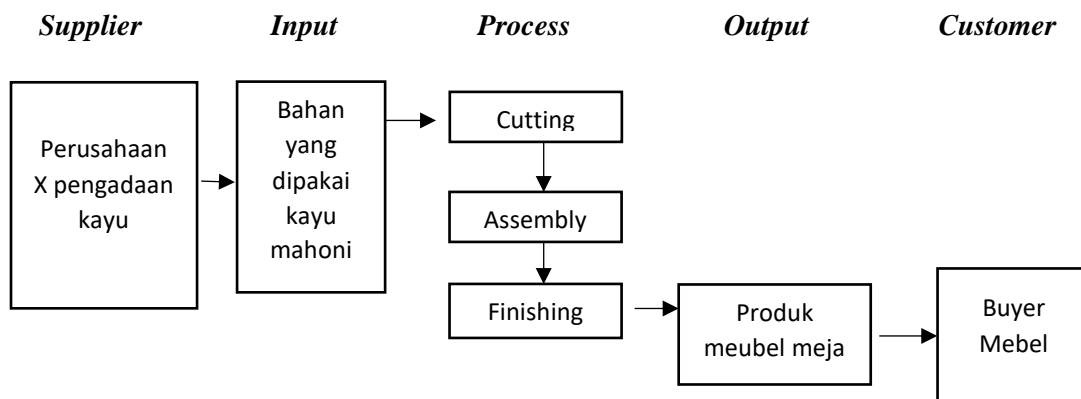 Supplier Input Process Output Customer
Perusahaan
X pengadaan
kayu
Bahan
yang
dipakai
kayu
mahoni
Cutting
Assembly
Finishing
Produk
meubel meja
Buyer
Mebel